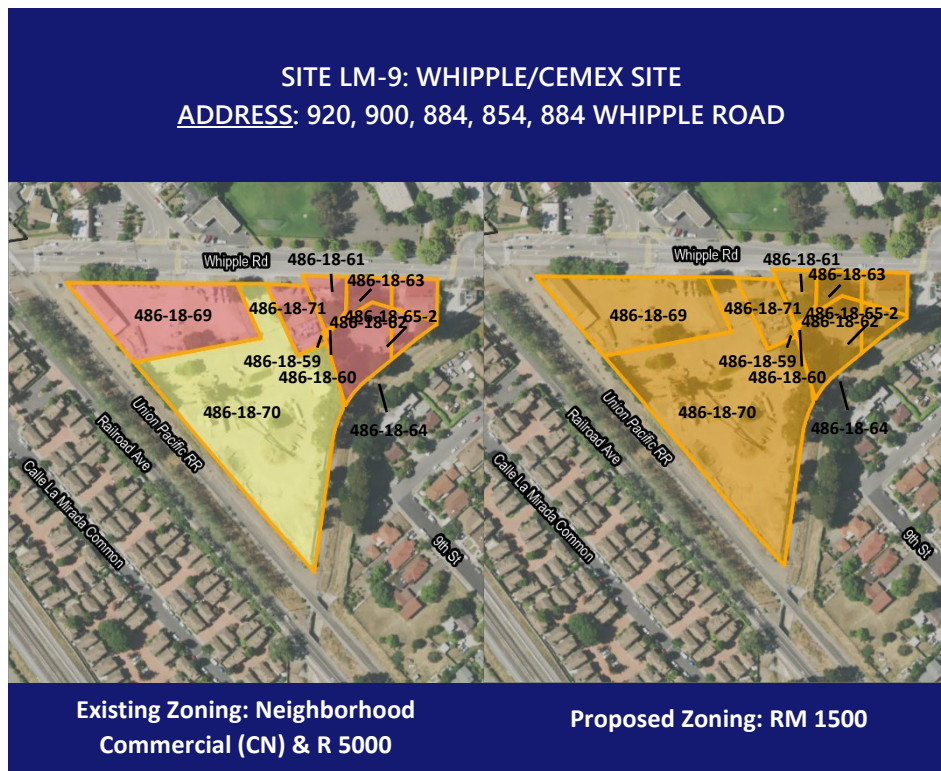 SITE LM-9: WHIPPLE/CEMEX SITE
ADDRESS: 920, 900, 884, 854, 884 WHIPPLE ROAD
Whipple Rd
486-18-61
486-18-63
486-18-69
486-18-71
486-18-65-2
486-18-62
486-18-59
486-18-60
486-18-70
486-18-64
Union Pacific RR
Railroad Ave
Calle La Mirada Common
9th St
Whipple Rd
486-18-61
486-18-63
486-18-69
486-18-71
486-18-65-2
486-18-62
486-18-59
486-18-60
486-18-70
486-18-64
Union Pacific RR
Railroad Ave
Calle La Mirada Common
9th St
Existing Zoning: Neighborhood
Commercial (CN) & R 5000
Proposed Zoning: RM 1500